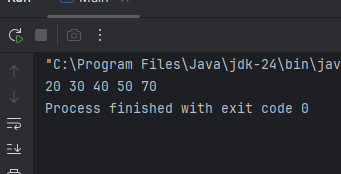 Main
"C:\Program Files\Java\jdk-24\bin\jav
20 30 40 50 70
Process finished with exit code 0